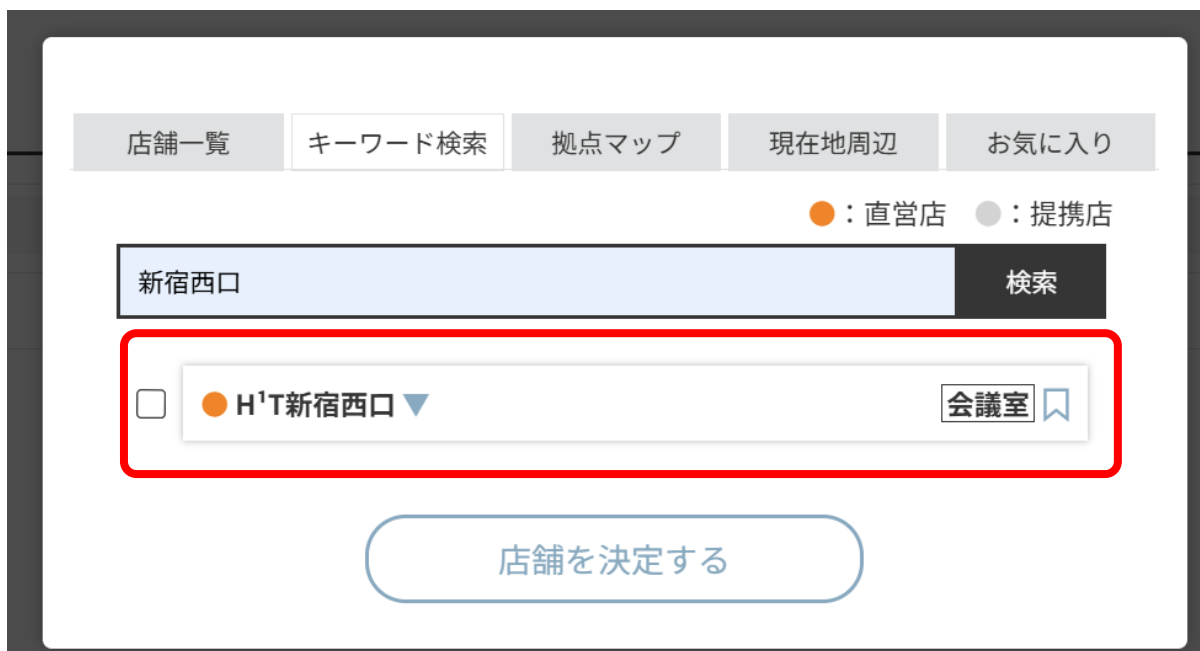 店舗一覧 キーワード検索 拠点マップ 現在地周辺 お気に入り
：直営店 ：提携店
新宿西口 検索
H¹T新宿西口 会議室
店舗を決定する